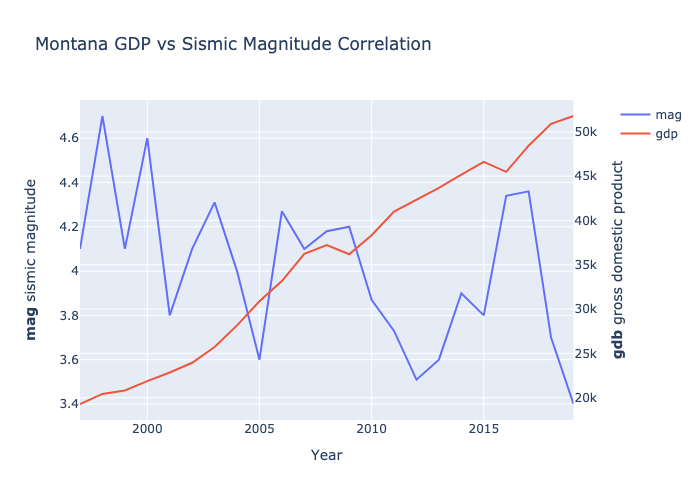 Montana GDP vs Sismic Magnitude Correlation
mag
gdp
4.6
4.4
4.2
4
3.8
3.6
3.4
mag sismic magnitude
50k
45k
40k
35k
30k
25k
20k
gdb gross domestic product
2000
2005
2010
2015
Year